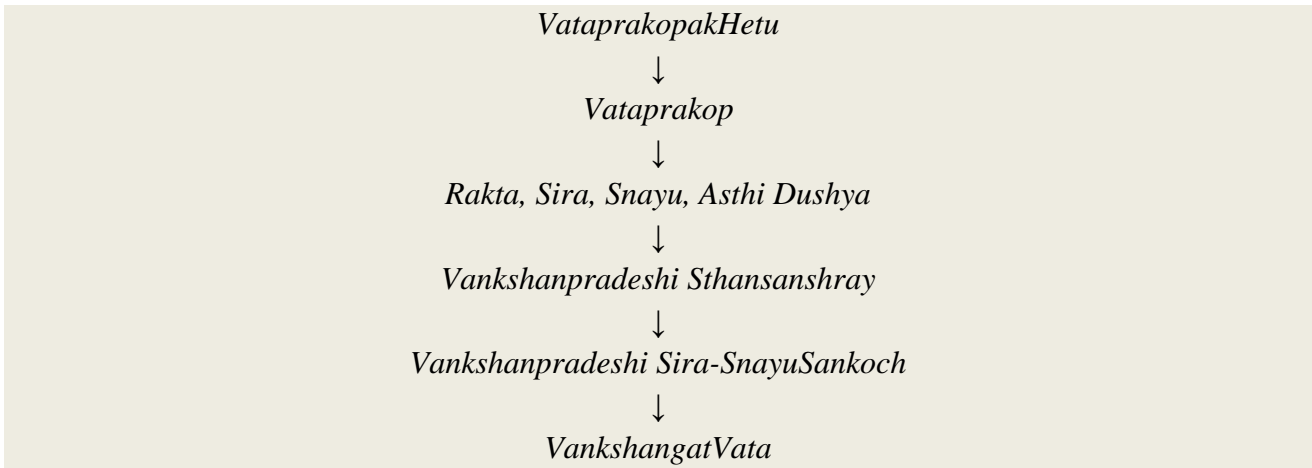 VataprakopakHetu
↓
Vataprakop
↓
Rakta, Sira, Snayu, Asthi Dushya
↓
Vankshanpradeshi Sthansanshray
↓
Vankshanpradeshi Sira-SnayuSankoch
↓
VankshangatVata